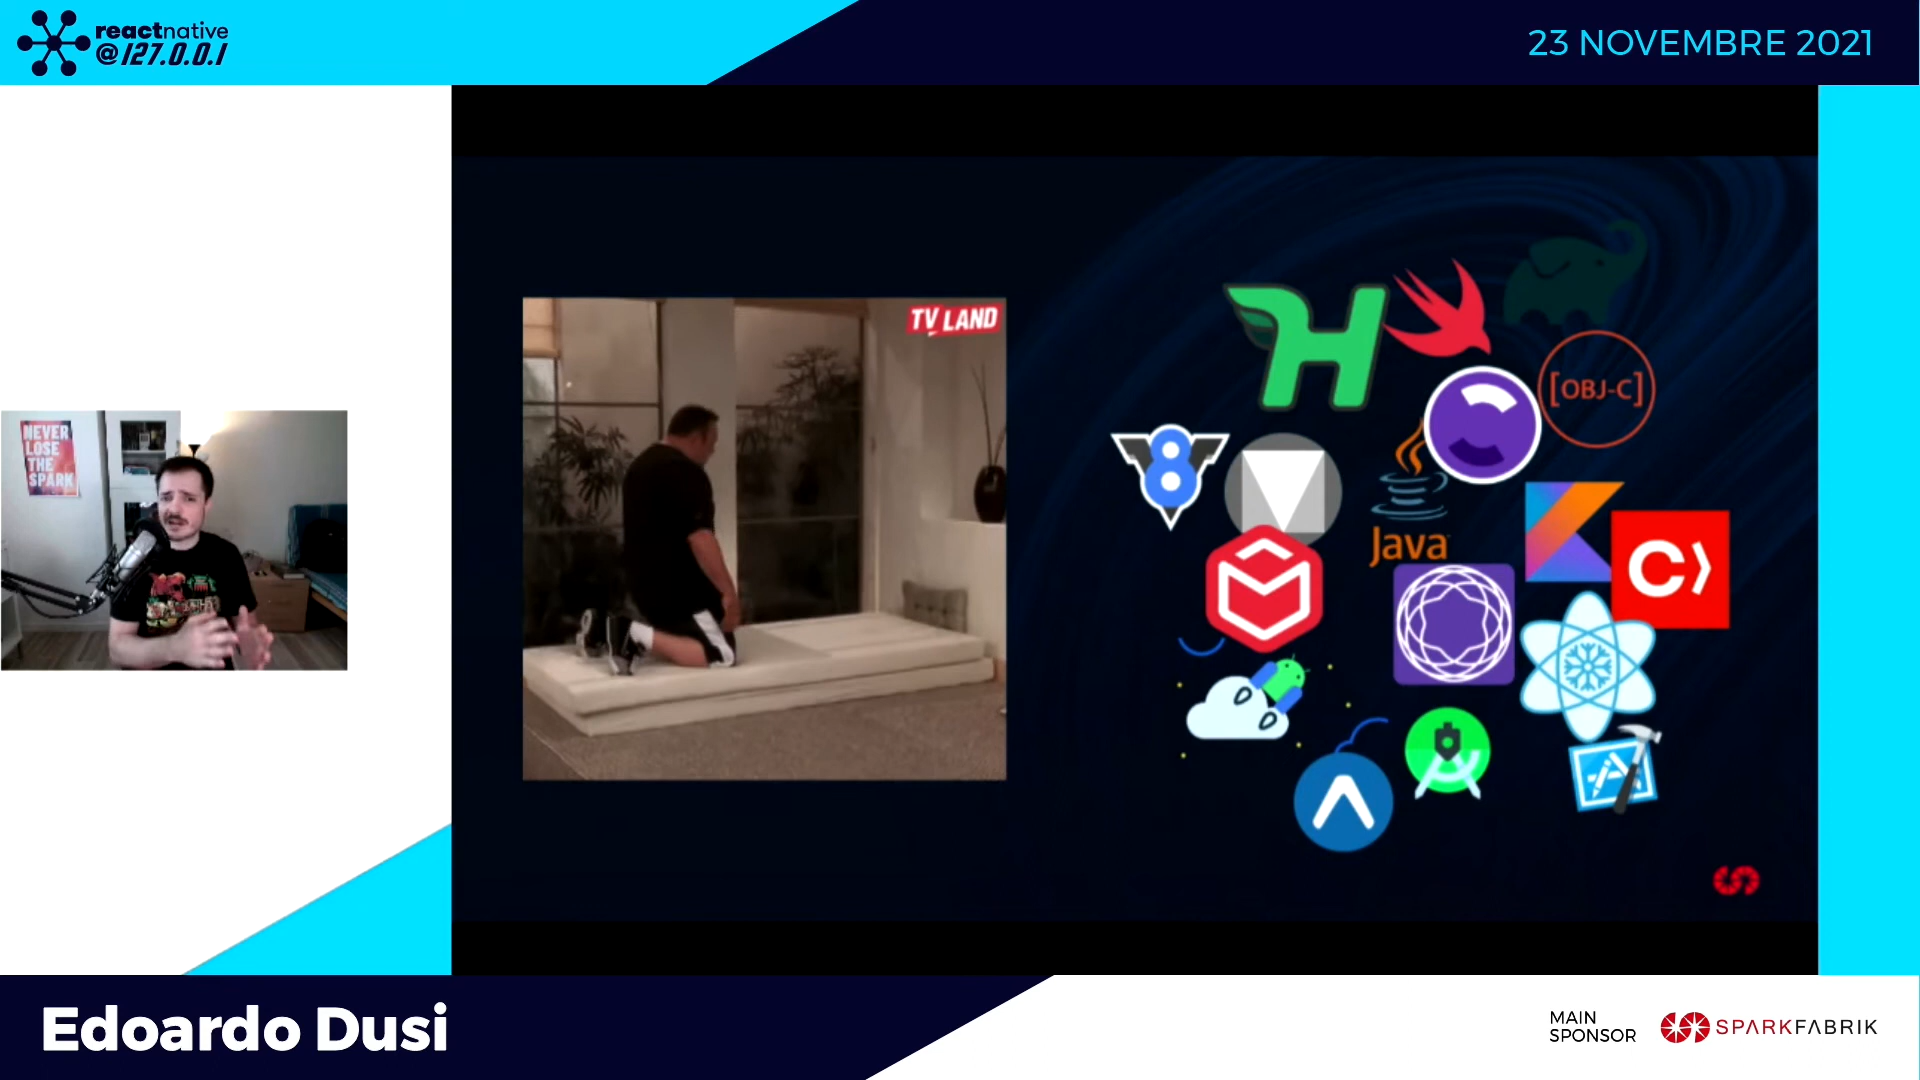 reactnative
@127.0.0.1
23 NOVEMBRE 2021
TV LAND
H
[OBJ-C]
8
Java
NEVER
LOSE
THE
SPARK
Edoardo Dusi
MAIN
SPONSOR
SPARKFABRIK